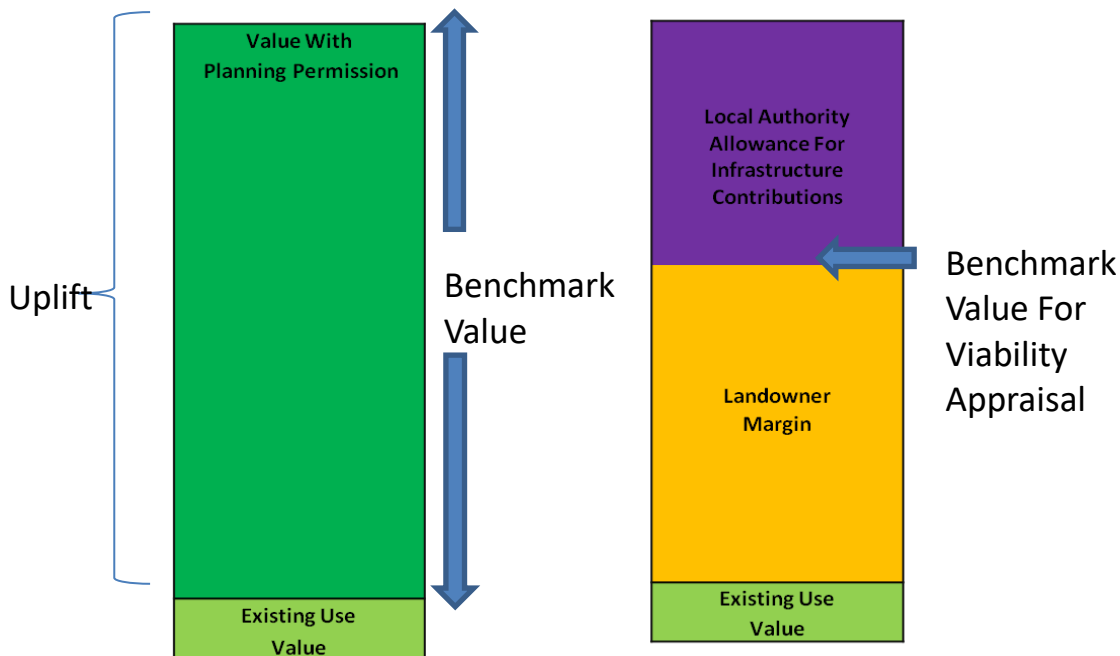 Value With
Planning Permission
Uplift
Benchmark
Value
Existing Use
Value
Local Authority
Allowance For
Infrastructure
Contributions
Benchmark
Value For
Viability
Appraisal
Landowner
Margin
Existing Use
Value